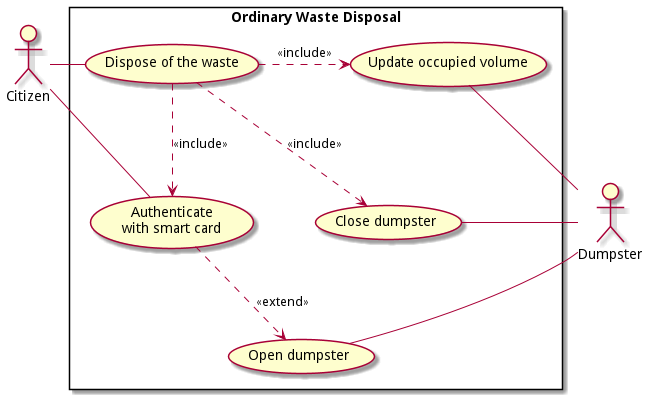 Ordinary Waste Disposal
Dispose of the waste
«include»
Update occupied volume
Citizen
«include»
«include»
Authenticate
with smart card
Close dumpster
Dumpster
«extend»
Open dumpster